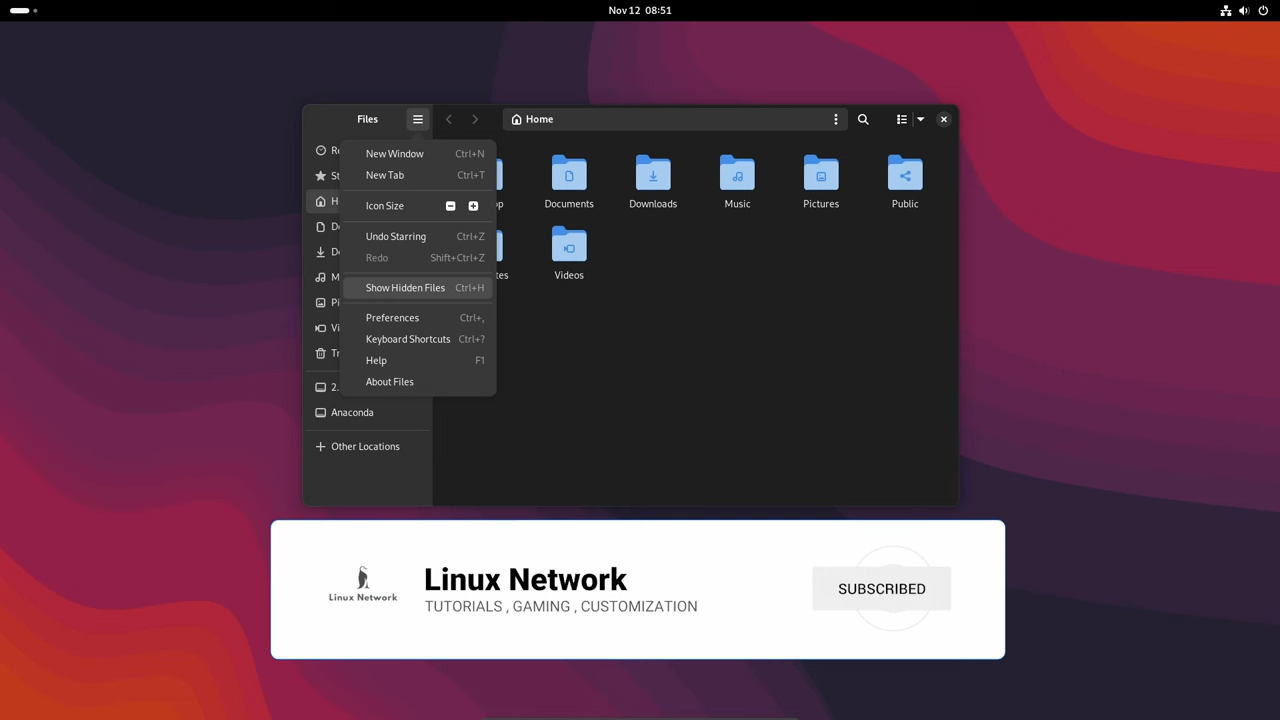 Nov 12 08:51
Files
Home
New Window Ctrl+N
New Tab Ctrl+T
Icon Size
Undo Starring Ctrl+Z
Redo Shift+Ctrl+Z
Show Hidden Files Ctrl+H
Preferences Ctrl+,
Keyboard Shortcuts Ctrl+?
Help F1
About Files
Anaconda
Other Locations
Documents
Downloads
Music
Pictures
Public
Videos
Linux Network
Linux Network
TUTORIALS , GAMING , CUSTOMIZATION
SUBSCRIBED